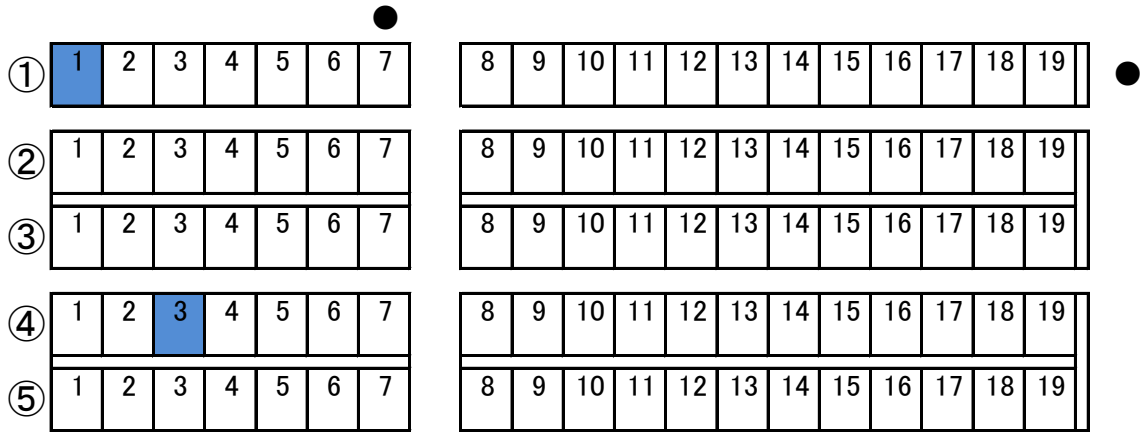 ●
① 1 2 3 4 5 6 7 8 9 10 11 12 13 14 15 16 17 18 19 ●
② 1 2 3 4 5 6 7 8 9 10 11 12 13 14 15 16 17 18 19
③ 1 2 3 4 5 6 7 8 9 10 11 12 13 14 15 16 17 18 19
④ 1 2 3 4 5 6 7 8 9 10 11 12 13 14 15 16 17 18 19
⑤ 1 2 3 4 5 6 7 8 9 10 11 12 13 14 15 16 17 18 19